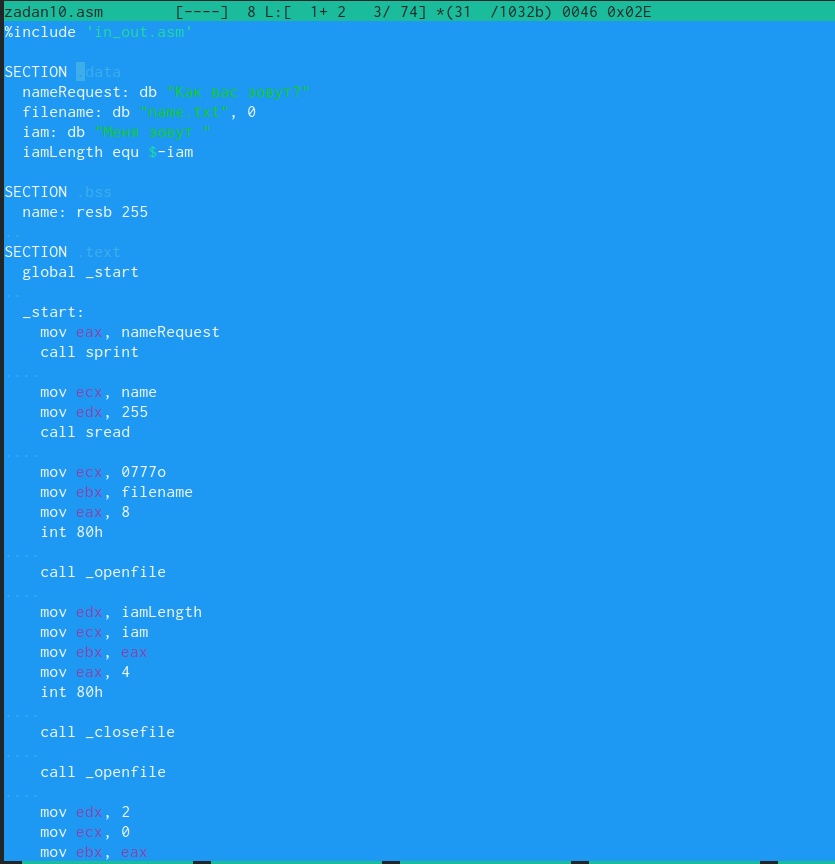 zadan10.asm [----] 8 L:[ 1+ 2 3/ 74] *(31 /1032b) 0046 0x02E
%include 'in_out.asm'
SECTION .data
nameRequest: db "Как вас зовут?"
filename: db "name.txt", 0
iam: db "Меня зовут "
iamLength equ $-iam
SECTION .bss
name: resb 255
..
SECTION .text
global _start
..
_start:
mov eax, nameRequest
call sprint
....
mov ecx, name
mov edx, 255
call sread
....
mov ecx, 0777o
mov ebx, filename
mov eax, 8
int 80h
....
call _openfile
....
mov edx, iamLength
mov ecx, iam
mov ebx, eax
mov eax, 4
int 80h
....
call _closefile
....
call _openfile
....
mov edx, 2
mov ecx, 0
mov ebx, eax